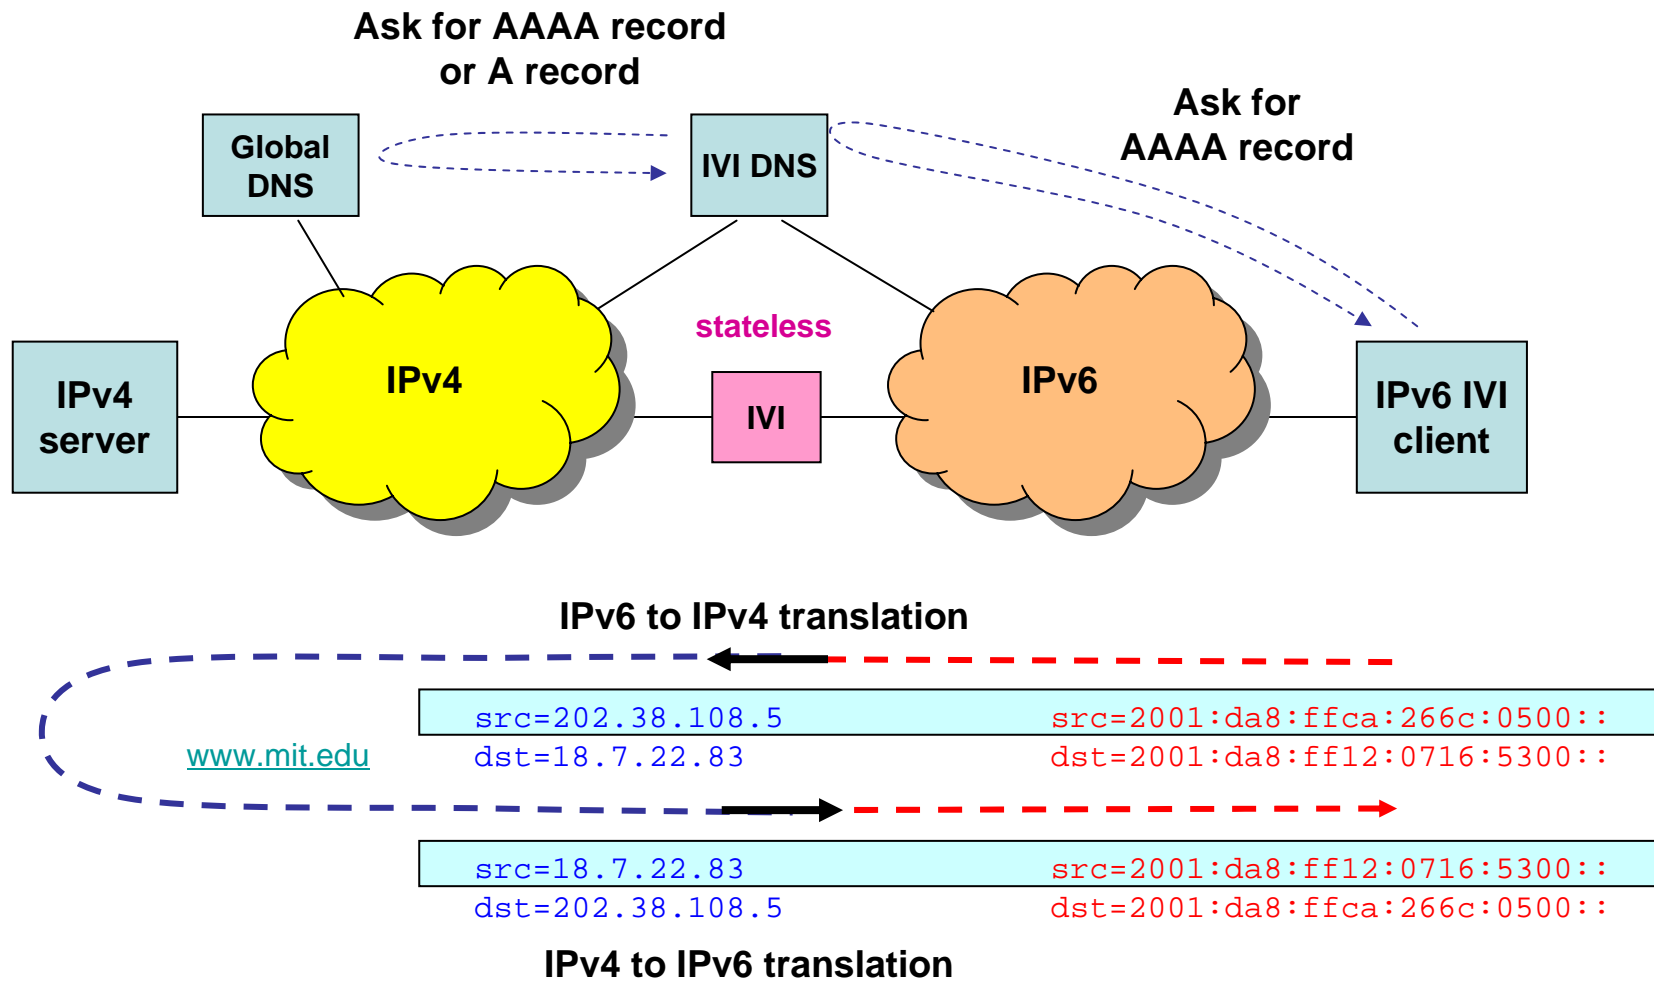 Ask for AAAA record
or A record
Ask for
AAAA record
Global
DNS
IVI DNS
stateless
IPv4
server
IPv4
IVI
IPv6
IPv6 IVI
client
IPv6 to IPv4 translation
src=202.38.108.5 src=2001:da8:ffca:266c:0500::
www.mit.edu dst=18.7.22.83 dst=2001:da8:ff12:0716:5300::
src=18.7.22.83 src=2001:da8:ff12:0716:5300::
dst=202.38.108.5 dst=2001:da8:ffca:266c:0500::
IPv4 to IPv6 translation